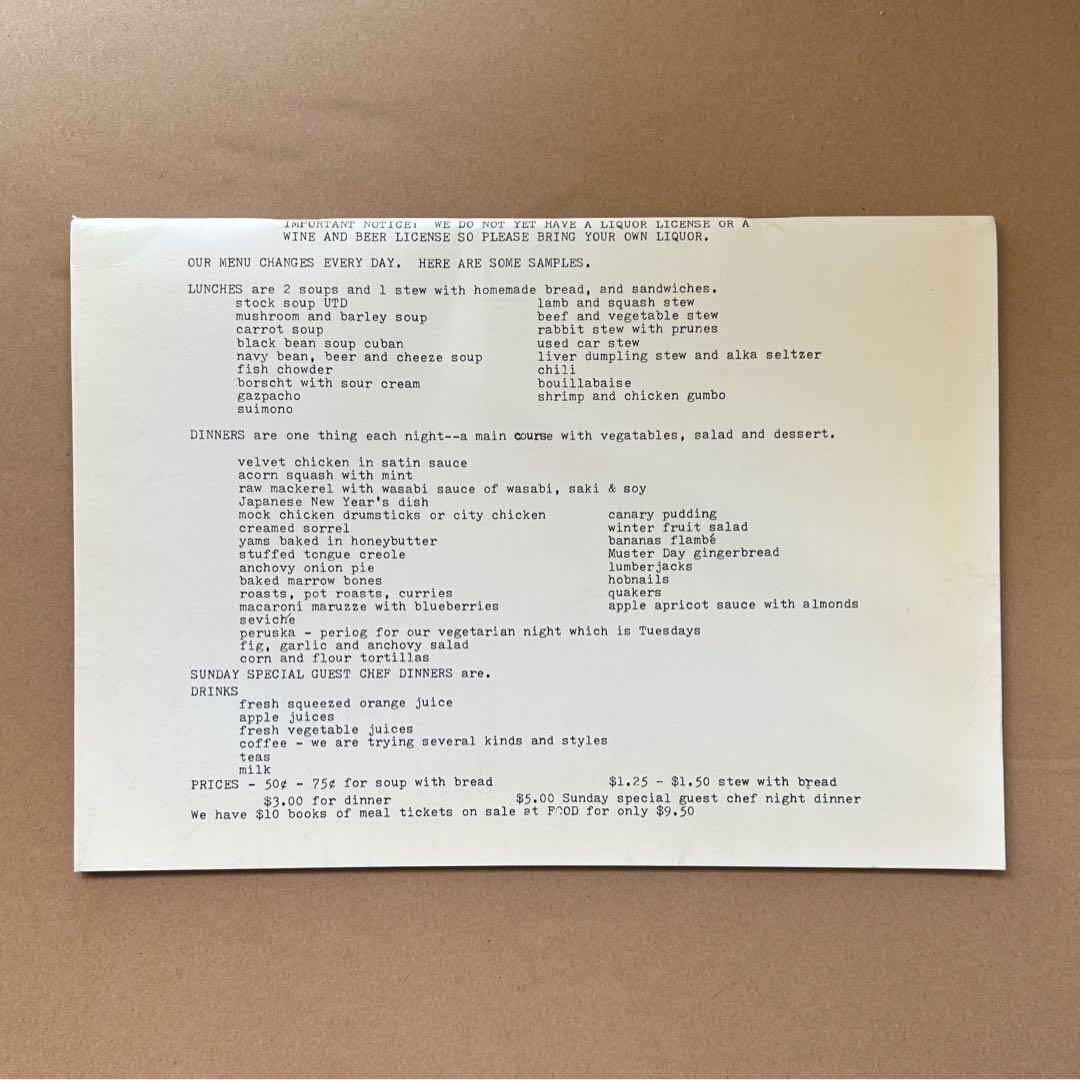 IMPORTANT NOTICE: WE DO NOT YET HAVE A LIQUOR LICENSE OR A
WINE AND BEER LICENSE SO PLEASE BRING YOUR OWN LIQUOR.
OUR MENU CHANGES EVERY DAY. HERE ARE SOME SAMPLES.
LUNCHES are 2 soups and 1 stew with homemade bread, and sandwiches.
stock soup UTD lamb and squash stew
mushroom and barley soup beef and vegetable stew
carrot soup rabbit stew with prunes
black bean soup cuban used car stew
navy bean, beer and cheeze soup liver dumpling stew and alka seltzer
fish chowder chili
borscht with sour cream bouillabaise
gazpacho shrimp and chicken gumbo
suimono
DINNERS are one thing each night--a main course with vegatables, salad and dessert.
velvet chicken in satin sauce
acorn squash with mint
raw mackerel with wasabi sauce of wasabi, saki & soy
Japanese New Year's dish
mock chicken drumsticks or city chicken canary pudding
creamed sorrel winter fruit salad
yams baked in honeybutter bananas flambé
stuffed tongue creole Muster Day gingerbread
anchovy onion pie lumberjacks
baked marrow bones hobnails
roasts, pot roasts, curries quakers
macaroni maruzze with blueberries apple apricot sauce with almonds
seviché
peruska - periog for our vegetarian night which is Tuesdays
fig, garlic and anchovy salad
corn and flour tortillas
SUNDAY SPECIAL GUEST CHEF DINNERS are.
DRINKS
fresh squeezed orange juice
apple juices
fresh vegetable juices
coffee - we are trying several kinds and styles
teas
milk
PRICES - 50¢ - 75¢ for soup with bread $1.25 - $1.50 stew with bread
$3.00 for dinner $5.00 Sunday special guest chef night dinner
We have $10 books of meal tickets on sale at FOOD for only $9.50